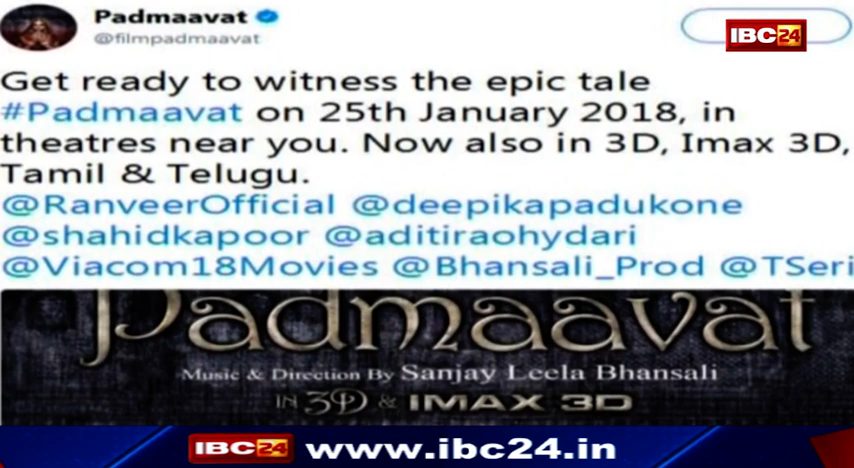 Padmaavat
@filmpadmaavat
IBC24
Get ready to witness the epic tale
#Padmaavat on 25th January 2018, in
theatres near you. Now also in 3D, Imax 3D,
Tamil & Telugu.
@RanveerOfficial @deepikapadukone
@shahidkapoor @aditiraohydari
@Viacom18Movies @Bhansali_Prod @TSeri
Padmaavat
Music & Direction By Sanjay Leela Bhansali
IN 3D & IMAX 3D
IBC24 www.ibc24.in